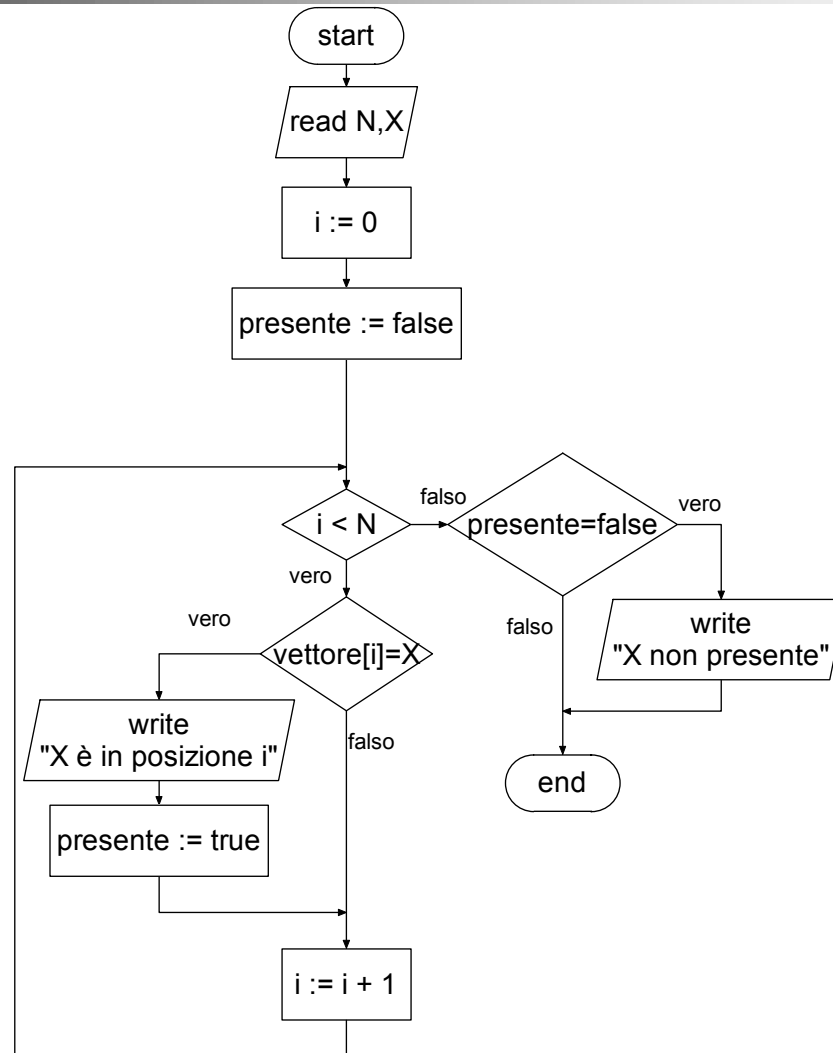 start
read N,X
i := 0
presente := false
i < N
falso
presente=false
vero
vero
vero
vettore[i]=X
falso
write
"X non presente"
write
"X è in posizione i"
falso
end
presente := true
i := i + 1